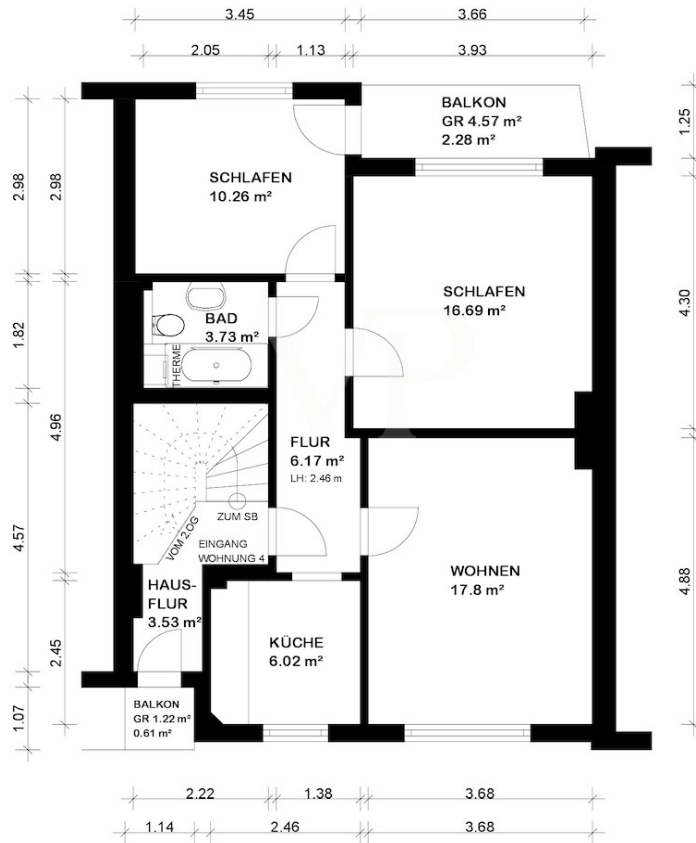 3.45
3.66
2.05
1.13
3.93
BALKON
GR 4.57 m²
2.28 m²
1.25
2.98
2.98
SCHLAFEN
10.26 m²
SCHLAFEN
16.69 m²
4.30
BAD
3.73 m²
THERME
1.82
4.96
VP
FLUR
6.17 m²
LH: 2.46 m
ZUM SB
VOM 2.OG
EINGANG
WOHNUNG 4
4.57
HAUS-
FLUR
3.53 m²
WOHNEN
17.8 m²
4.88
KÜCHE
6.02 m²
2.45
BALKON
GR 1.22 m²
0.61 m²
1.07
2.22
1.38
3.68
1.14
2.46
3.68